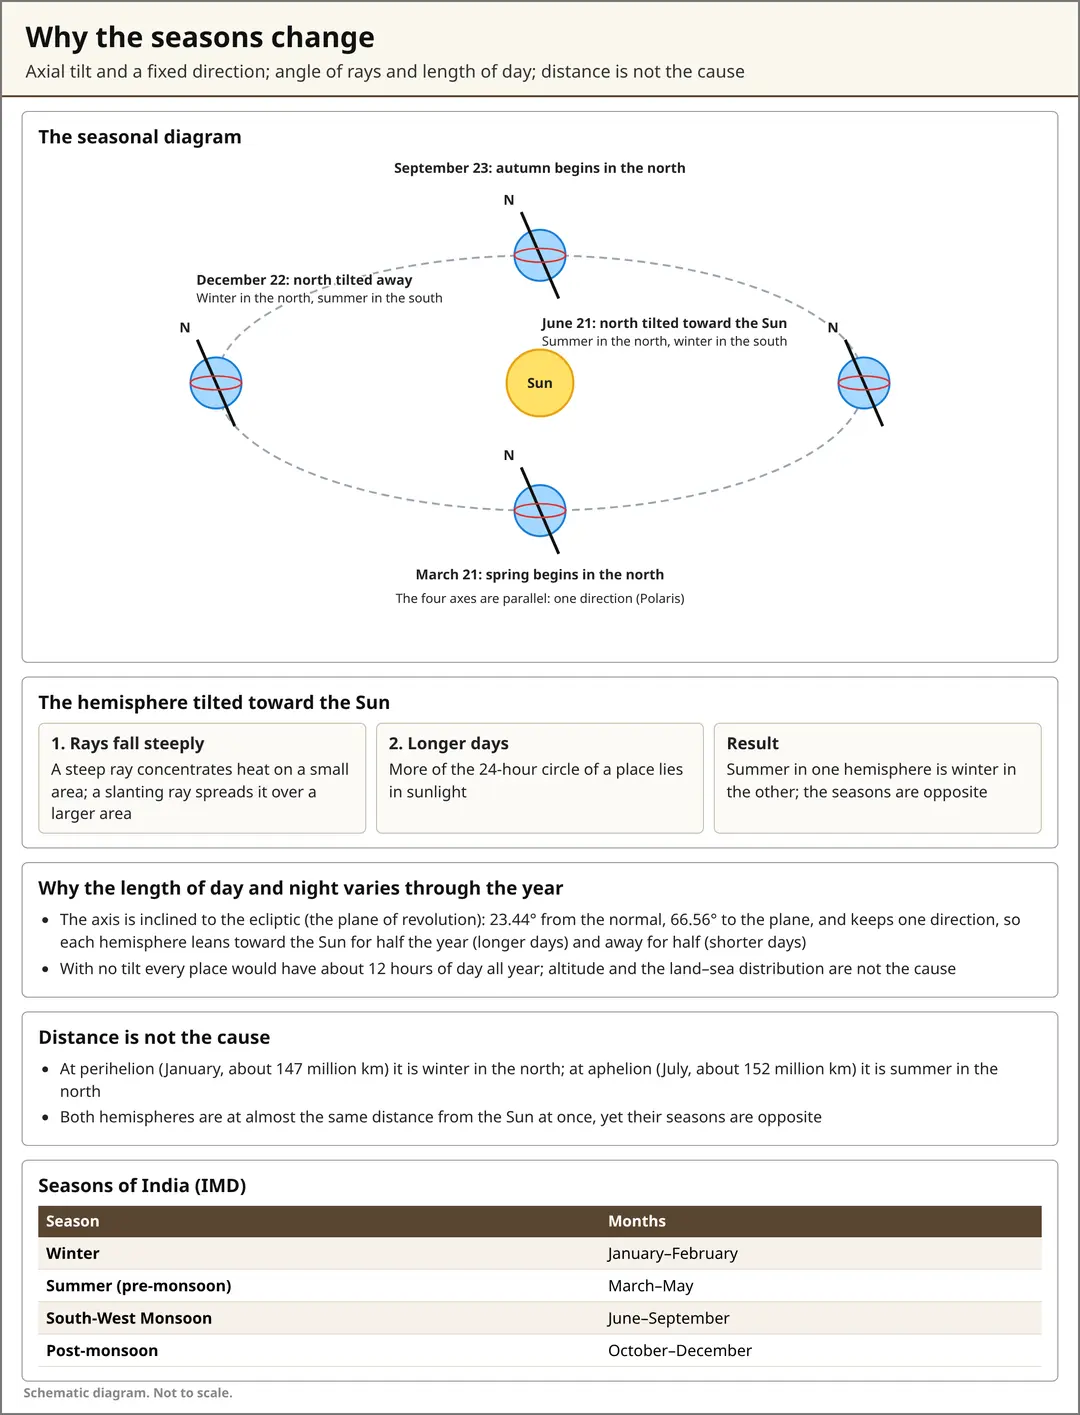 Why the seasons change
Axial tilt and a fixed direction; angle of rays and length of day; distance is not the cause
The seasonal diagram
September 23: autumn begins in the north
N
December 22: north tilted away
Winter in the north, summer in the south
N
June 21: north tilted toward the Sun
Summer in the north, winter in the south
N
Sun
N
March 21: spring begins in the north
The four axes are parallel: one direction (Polaris)
The hemisphere tilted toward the Sun
1. Rays fall steeply
A steep ray concentrates heat on a small
area; a slanting ray spreads it over a
larger area
2. Longer days
More of the 24-hour circle of a place lies
in sunlight
Result
Summer in one hemisphere is winter in
the other; the seasons are opposite
Why the length of day and night varies through the year
• The axis is inclined to the ecliptic (the plane of revolution): 23.44° from the normal, 66.56° to the plane, and keeps one direction, so
each hemisphere leans toward the Sun for half the year (longer days) and away for half (shorter days)
• With no tilt every place would have about 12 hours of day all year; altitude and the land–sea distribution are not the cause
Distance is not the cause
• At perihelion (January, about 147 million km) it is winter in the north; at aphelion (July, about 152 million km) it is summer in the
north
• Both hemispheres are at almost the same distance from the Sun at once, yet their seasons are opposite
Seasons of India (IMD)
Season Months
Winter January–February
Summer (pre-monsoon) March–May
South-West Monsoon June–September
Post-monsoon October–December
Schematic diagram. Not to scale.